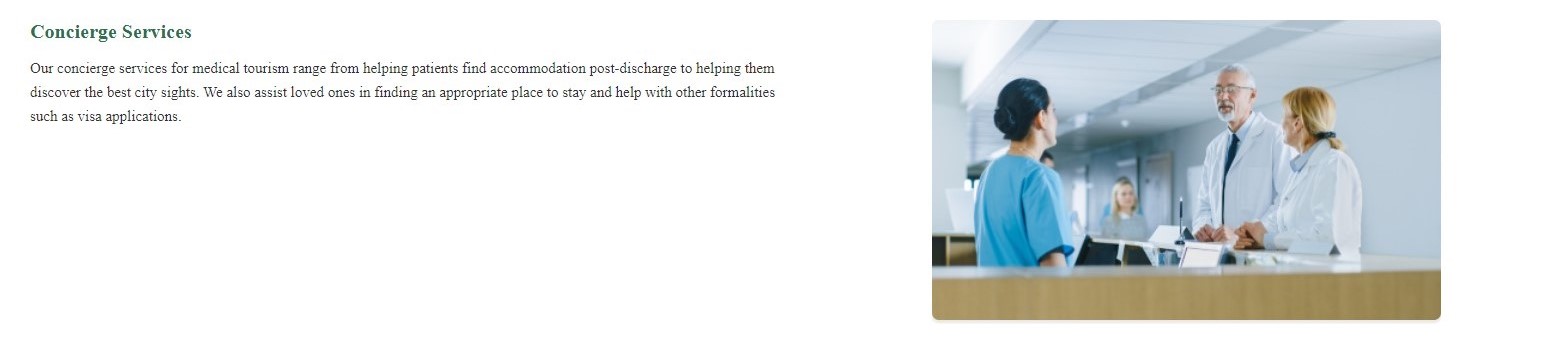 Concierge Services
Our concierge services for medical tourism range from helping patients find accommodation post-discharge to helping them
discover the best city sights. We also assist loved ones in finding an appropriate place to stay and help with other formalities
such as visa applications.